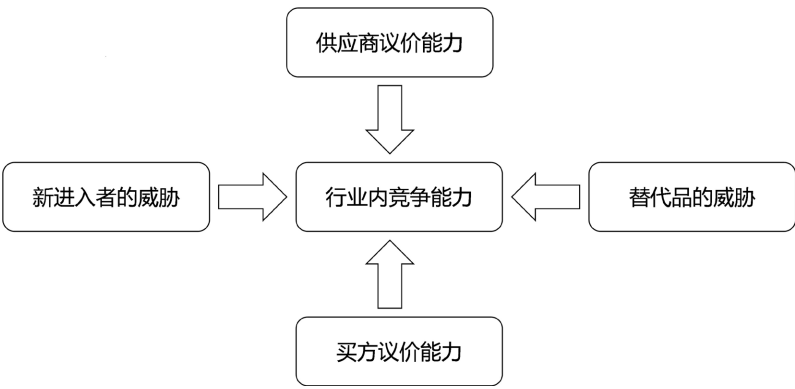 供应商议价能力
新进入者的威胁
行业内竞争能力
替代品的威胁
买方议价能力